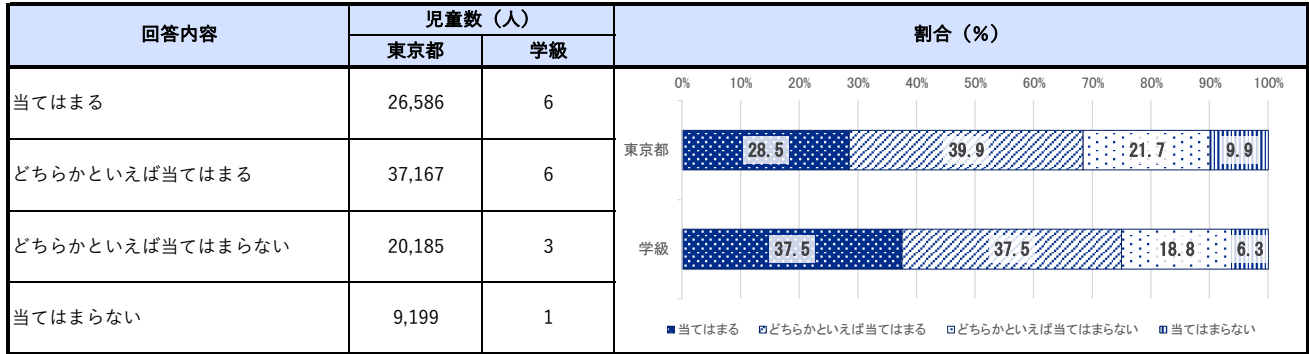 回答内容 児童数（人） 割合（%）
東京都 学級
当てはまる 26,586 6
どちらかといえば当てはまる 37,167 6
どちらかといえば当てはまらない 20,185 3
当てはまらない 9,199 1
0% 10% 20% 30% 40% 50% 60% 70% 80% 90% 100%
東京都 28.5 39.9 21.7 9.9
学級 37.5 37.5 18.8 6.3
当てはまる どちらかといえば当てはまる どちらかといえば当てはまらない 当てはまらない